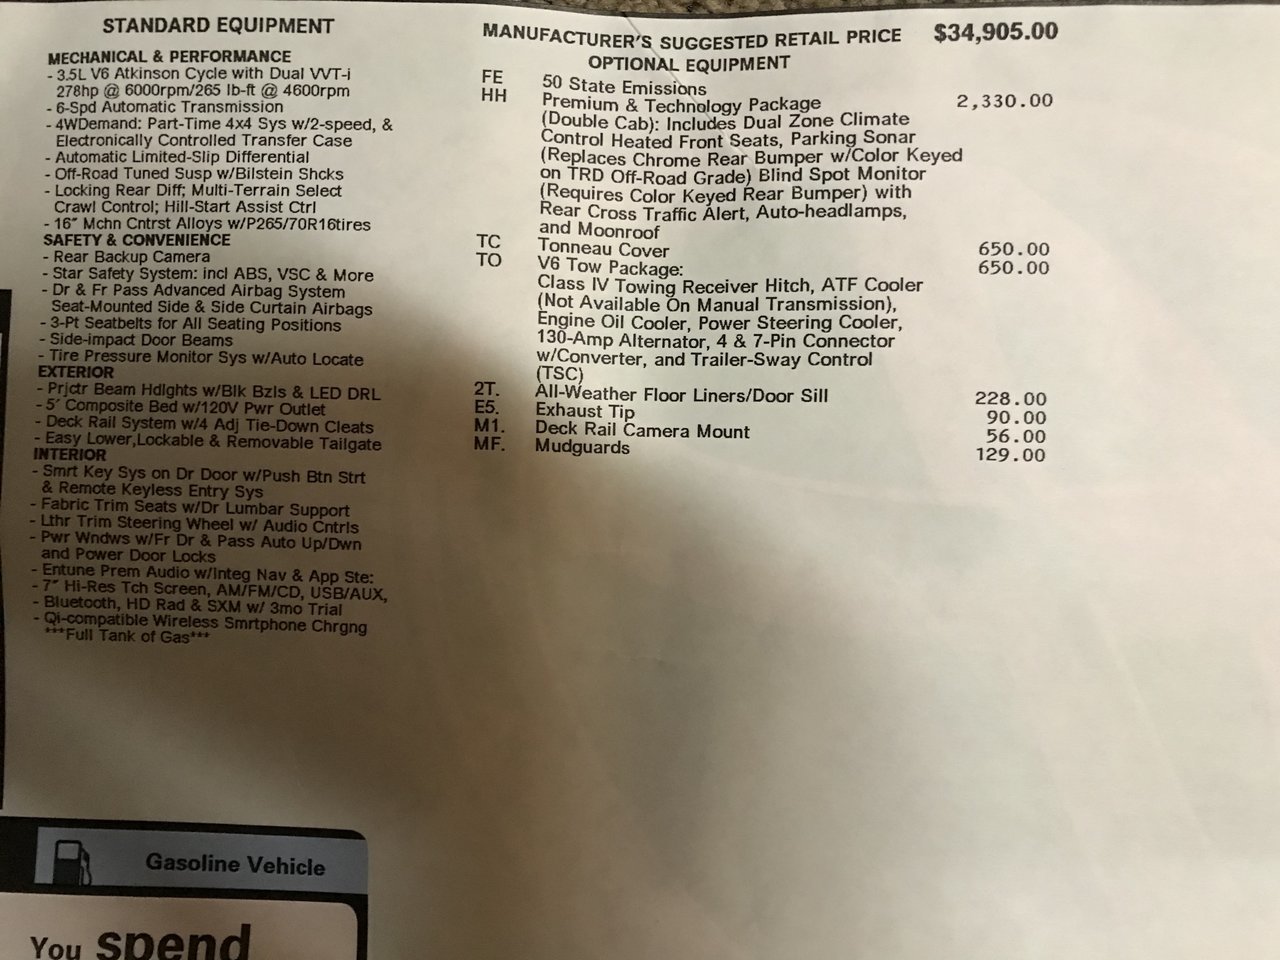 STANDARD EQUIPMENT
MECHANICAL & PERFORMANCE
- 3.5L V6 Atkinson Cycle with Dual VVT-i
278hp @ 6000rpm/265 lb-ft @ 4600rpm
- 6-Spd Automatic Transmission
- 4WDemand: Part-Time 4x4 Sys w/2-speed, &
Electronically Controlled Transfer Case
- Automatic Limited-Slip Differential
- Off-Road Tuned Susp w/Bilstein Shcks
- Locking Rear Diff; Multi-Terrain Select
Crawl Control; Hill-Start Assist Ctrl
- 16" Mchn Cntrst Alloys w/P265/70R16tires
SAFETY & CONVENIENCE
- Rear Backup Camera
- Star Safety System: incl ABS, VSC & More
- Dr & Fr Pass Advanced Airbag System
Seat-Mounted Side & Side Curtain Airbags
- 3-Pt Seatbelts for All Seating Positions
- Side-Impact Door Beams
- Tire Pressure Monitor Sys w/Auto Locate
EXTERIOR
- Prjctr Beam Hdlghts w/Blk Bzls & LED DRL
- 5' Composite Bed w/120V Pwr Outlet
- Deck Rail System w/4 Adj Tie-Down Cleats
- Easy Lower,Lockable & Removable Tailgate
INTERIOR
- Smrt Key Sys on Dr Door w/Push Btn Strt
& Remote Keyless Entry Sys
- Fabric Trim Seats w/Dr Lumbar Support
- Lthr Trim Steering Wheel w/ Audio Cntrls
- Pwr Wndws w/Fr Dr & Pass Auto Up/Dwn
and Power Door Locks
- Entune Prem Audio w/Integ Nav & App Ste:
- 7" Hi-Res Tch Screen, AM/FM/CD, USB/AUX,
- Bluetooth, HD Rad & SXM w/ 3mo Trial
- Qi-compatible Wireless Smrtphone Chrgng
***Full Tank of Gas***
MANUFACTURER'S SUGGESTED RETAIL PRICE $34,905.00
OPTIONAL EQUIPMENT
FE 50 State Emissions
HH Premium & Technology Package 2,330.00
(Double Cab): Includes Dual Zone Climate
Control Heated Front Seats, Parking Sonar
(Replaces Chrome Rear Bumper w/Color Keyed
on TRD Off-Road Grade) Blind Spot Monitor
(Requires Color Keyed Rear Bumper) with
Rear Cross Traffic Alert, Auto-headlamps,
and Moonroof
TC Tonneau Cover 650.00
TO V6 Tow Package: 650.00
Class IV Towing Receiver Hitch, ATF Cooler
(Not Available On Manual Transmission),
Engine Oil Cooler, Power Steering Cooler,
130-Amp Alternator, 4 & 7-Pin Connector
w/Converter, and Trailer-Sway Control
(TSC)
2T. All-Weather Floor Liners/Door Sill 228.00
E5. Exhaust Tip 90.00
M1. Deck Rail Camera Mount 56.00
MF. Mudguards 129.00
Gasoline Vehicle
You spend